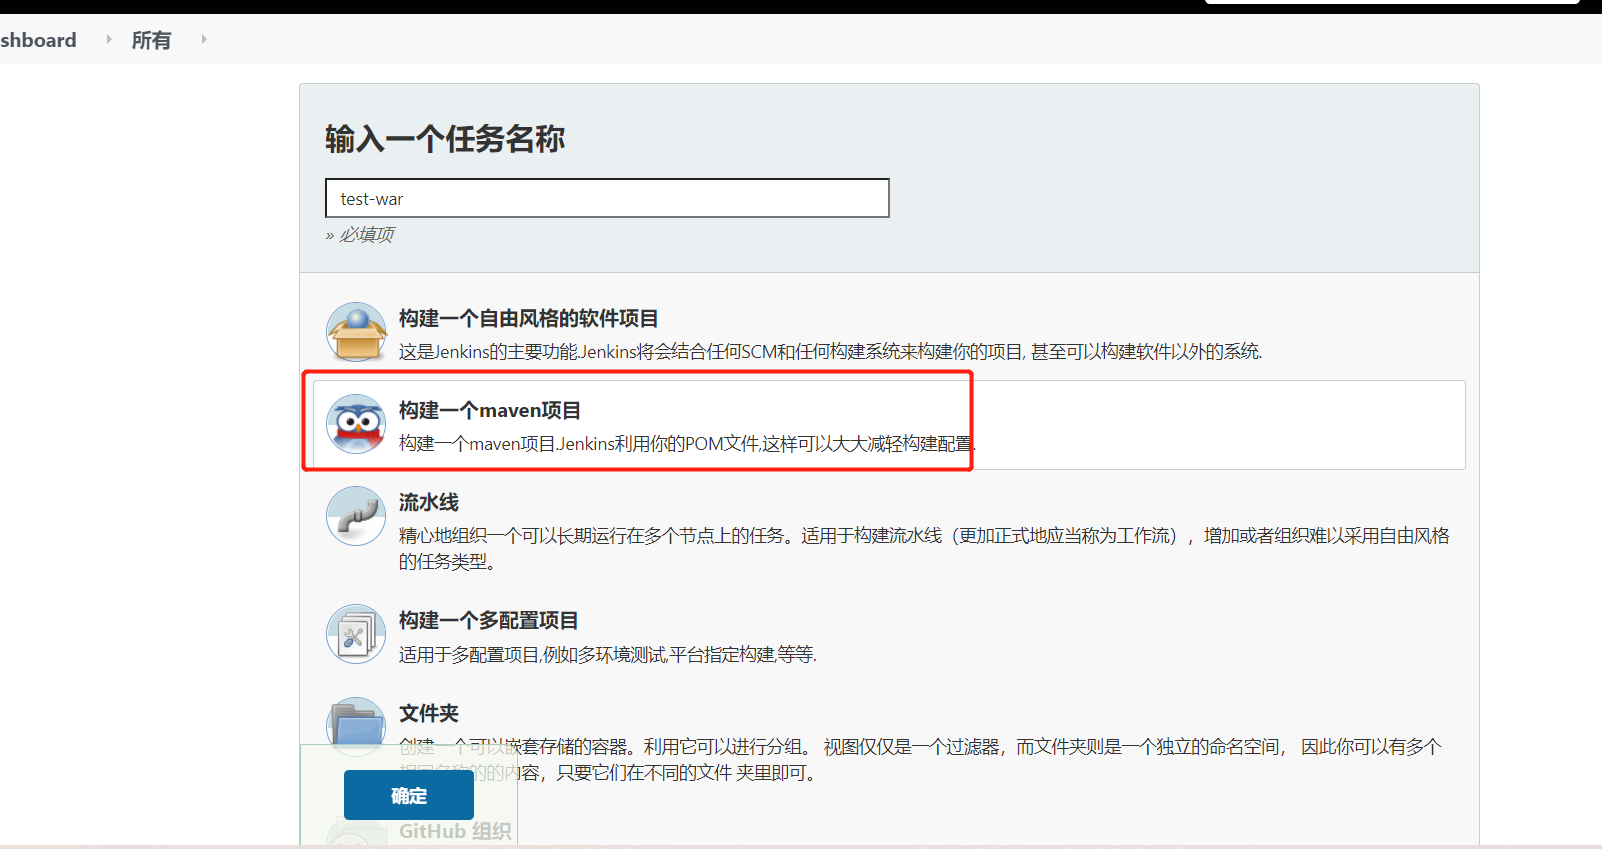 shboard
所有
输入一个任务名称
test-war
» 必填项
构建一个自由风格的软件项目
这是Jenkins的主要功能.Jenkins将会结合任何SCM和任何构建系统来构建你的项目, 甚至可以构建软件以外的系统.
构建一个maven项目
构建一个maven项目.Jenkins利用你的POM文件,这样可以大大减轻构建配置.
流水线
精心地组织一个可以长期运行在多个节点上的任务。适用于构建流水线（更加正式地应当称为工作流），增加或者组织难以采用自由风格
的任务类型。
构建一个多配置项目
适用于多配置项目,例如多环境测试,平台指定构建,等等.
文件夹
创建一个可以嵌套存储的容器。利用它可以进行分组。 视图仅仅是一个过滤器，而文件夹则是一个独立的命名空间， 因此你可以有多个
相同名称的的内容，只要它们在不同的文件 夹里即可。
确定
GitHub 组织